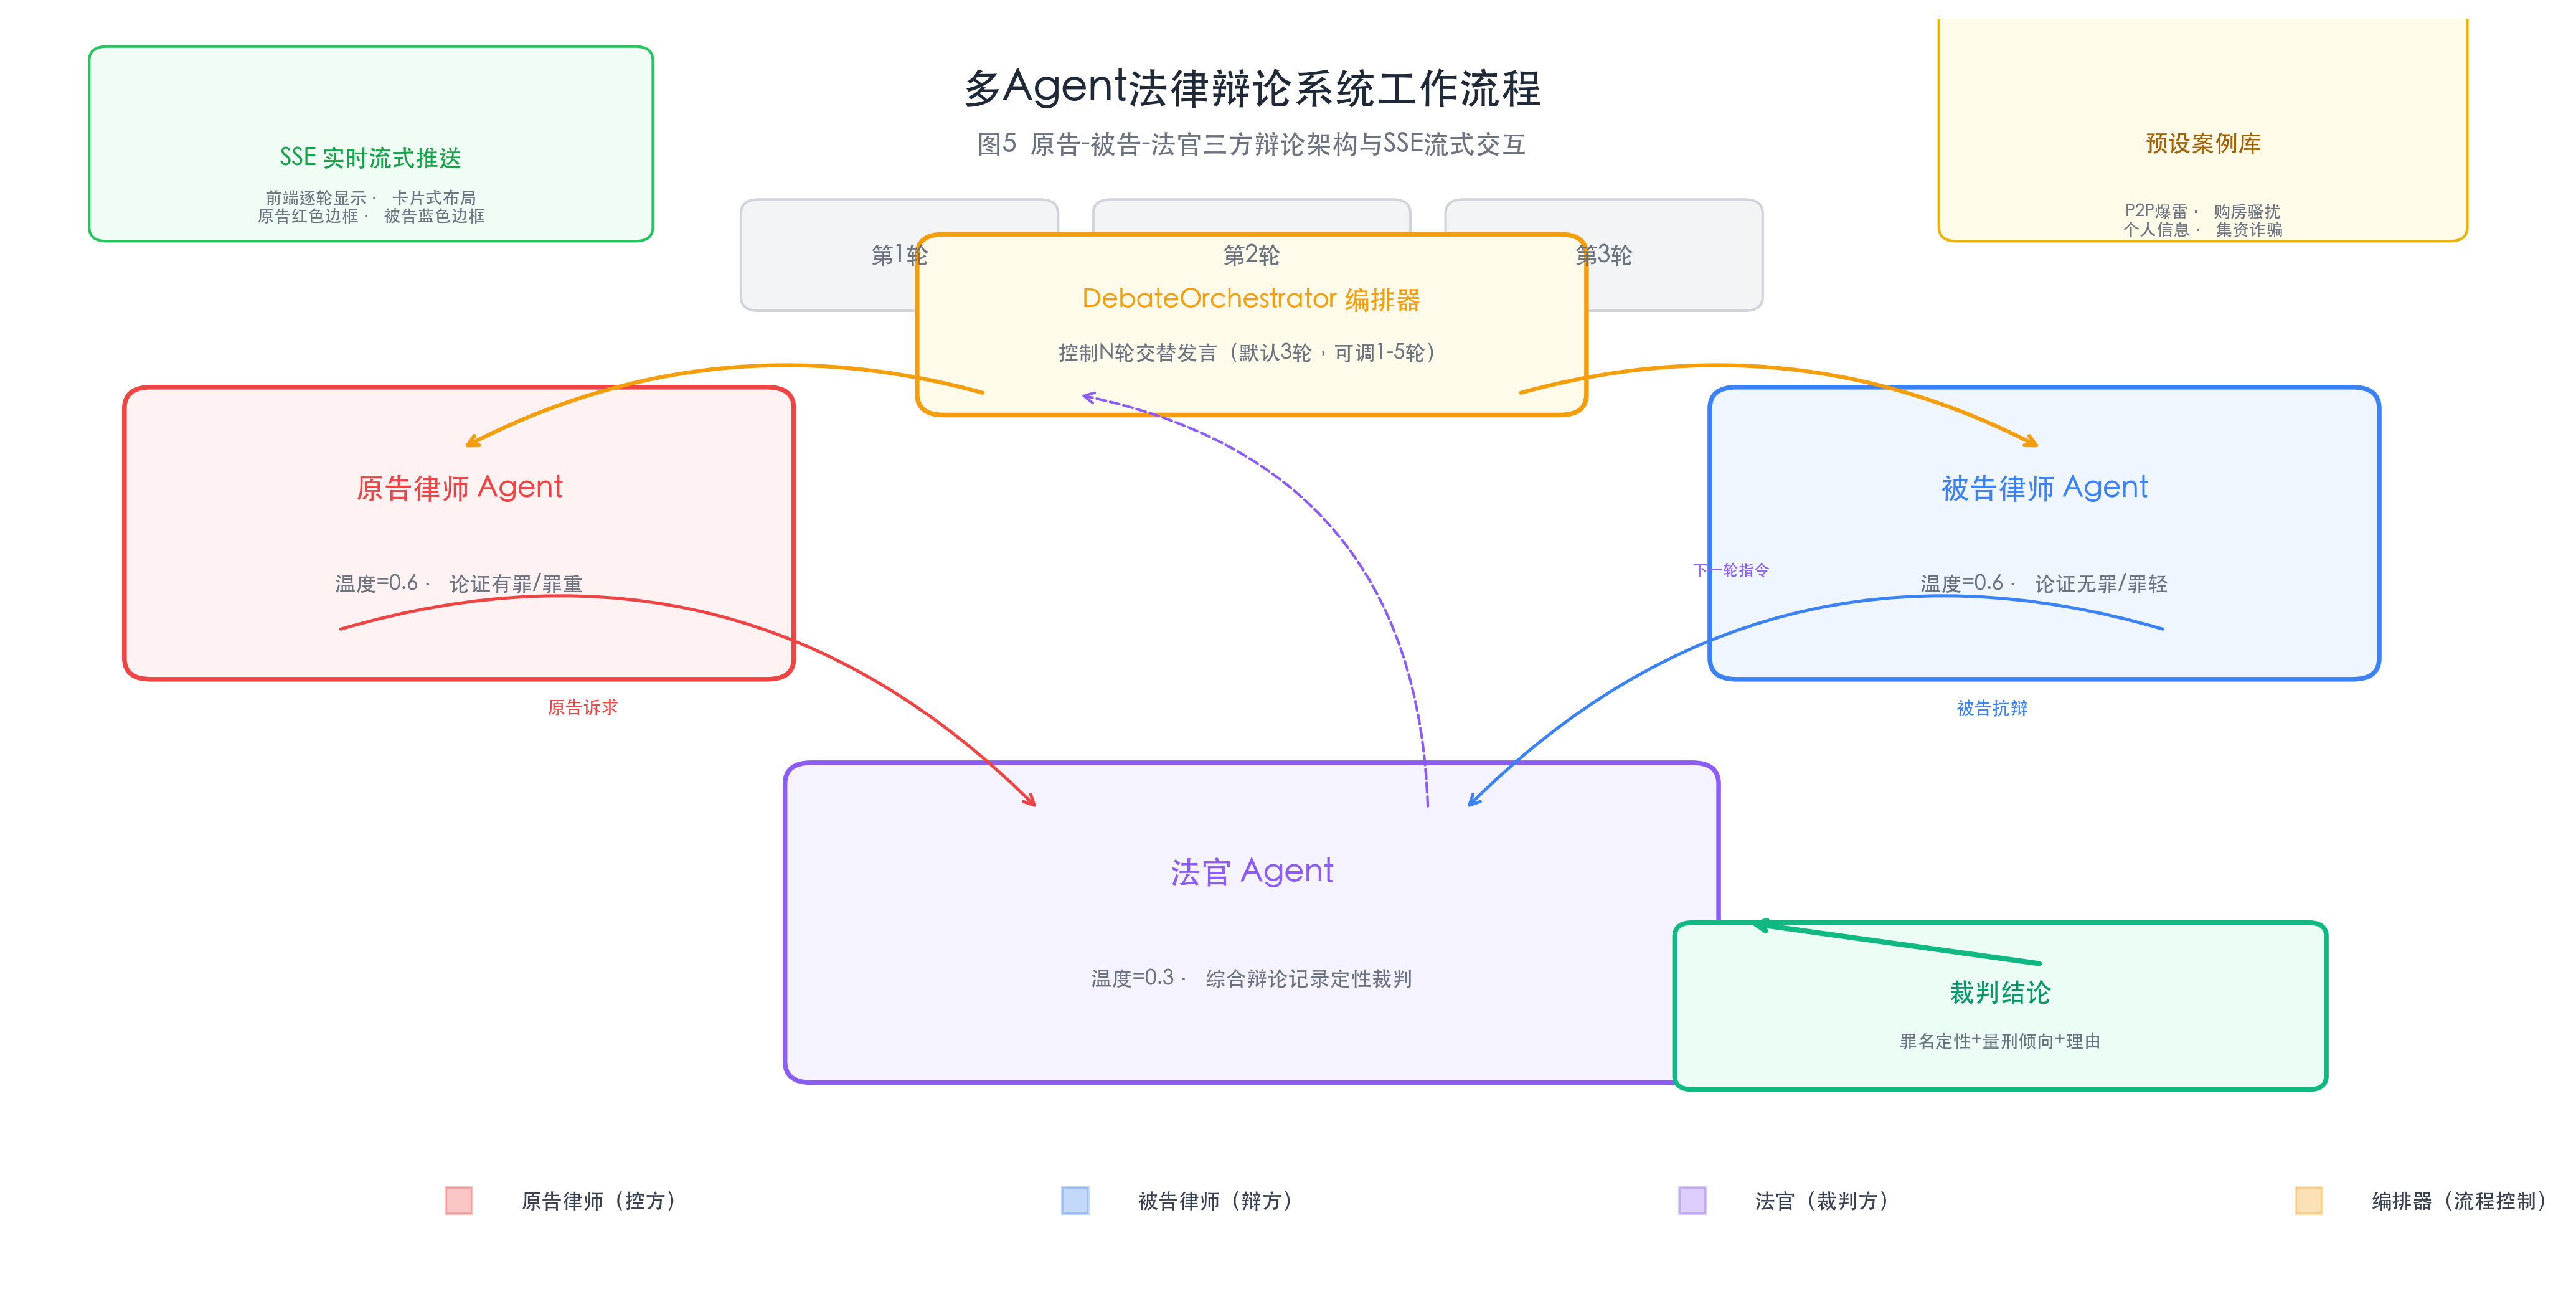 多Agent法律辩论系统工作流程
图5 原告-被告-法官三方辩论架构与SSE流式交互
SSE 实时流式推送
前端逐轮显示 · 卡片式布局
原告红色边框 · 被告蓝色边框
预设案例库
P2P爆雷 · 购房骚扰
个人信息 · 集资诈骗
第1轮
第2轮
第3轮
DebateOrchestrator 编排器
控制N轮交替发言（默认3轮，可调1-5轮）
原告律师 Agent
温度=0.6 · 论证有罪/罪重
被告律师 Agent
温度=0.6 · 论证无罪/罪轻
下一轮指令
原告诉求
被告抗辩
法官 Agent
温度=0.3 · 综合辩论记录定性裁判
裁判结论
罪名定性+量刑倾向+理由
原告律师（控方）
被告律师（辩方）
法官（裁判方）
编排器（流程控制）